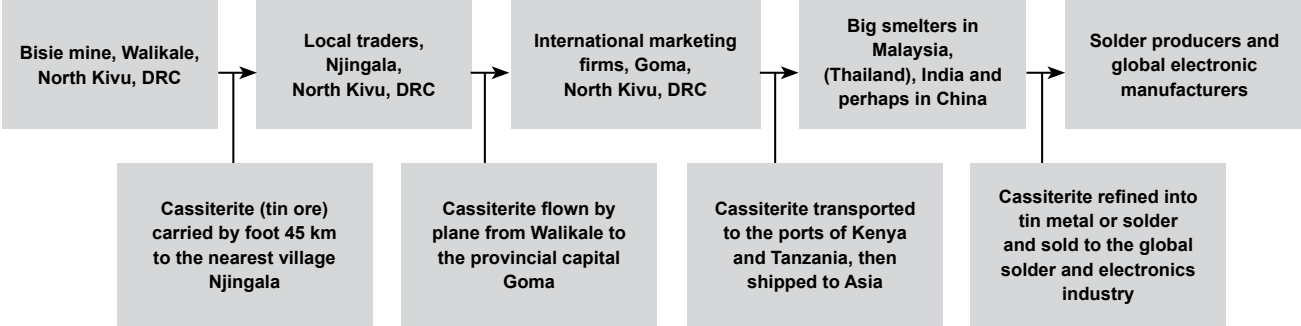 Bisie mine, Walikale,
North Kivu, DRC
Local traders,
Njingala,
North Kivu, DRC
International marketing
firms, Goma,
North Kivu, DRC
Big smelters in
Malaysia,
(Thailand), India and
perhaps in China
Solder producers and
global electronic
manufacturers
Cassiterite (tin ore)
carried by foot 45 km
to the nearest village
Njingala
Cassiterite flown by
plane from Walikale to
the provincial capital
Goma
Cassiterite transported
to the ports of Kenya
and Tanzania, then
shipped to Asia
Cassiterite refined into
tin metal or solder
and sold to the global
solder and electronics
industry